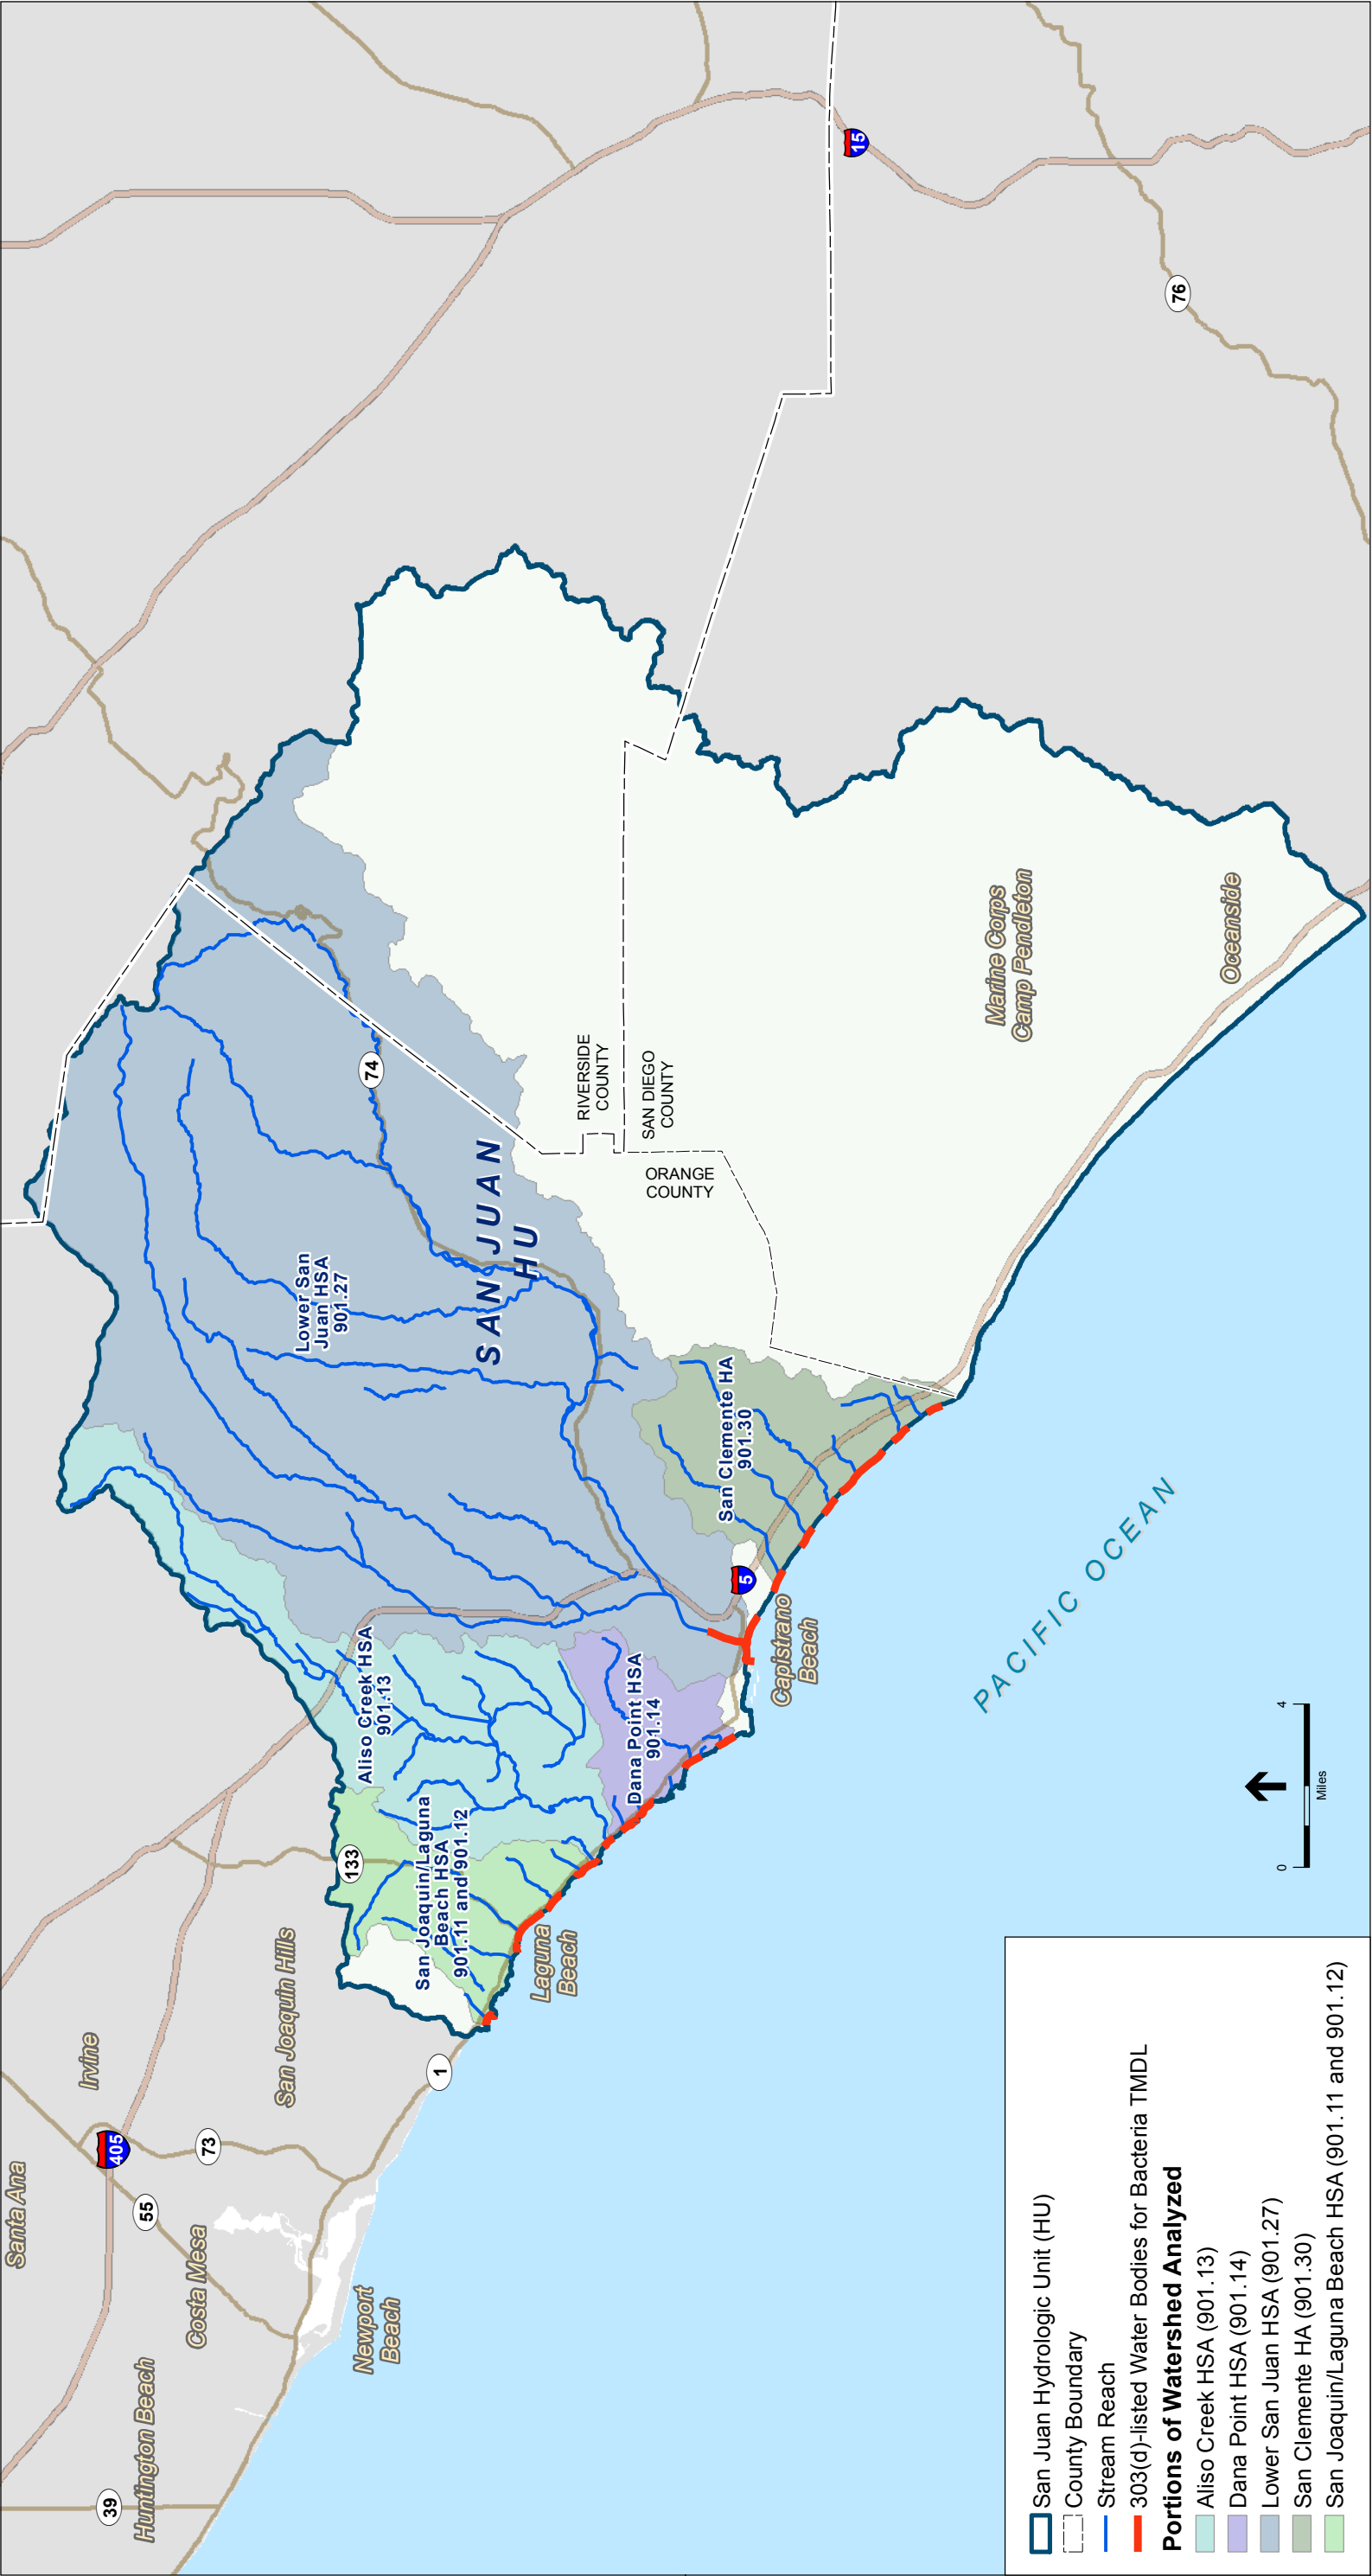 Santa Ana
Irvine
405
39
55
73
Huntington Beach
Costa Mesa
San Joaquin Hills
Newport
Beach
1
133
San Joaquin/Laguna
Beach HSA
901.11 and 901.12
Laguna
Beach
Aliso Creek HSA
901.13
Dana Point HSA
901.14
Capistrano
Beach
5
Lower San
Juan HSA
901.27
SAN JUAN
HU
74
San Clemente HA
901.30
RIVERSIDE
COUNTY
SAN DIEGO
COUNTY
ORANGE
COUNTY
Marine Corps
Camp Pendleton
Oceanside
15
76
PACIFIC OCEAN
0
4
Miles
San Juan Hydrologic Unit (HU)
County Boundary
Stream Reach
303(d)-listed Water Bodies for Bacteria TMDL
Portions of Watershed Analyzed
Aliso Creek HSA (901.13)
Dana Point HSA (901.14)
Lower San Juan HSA (901.27)
San Clemente HA (901.30)
San Joaquin/Laguna Beach HSA (901.11 and 901.12)